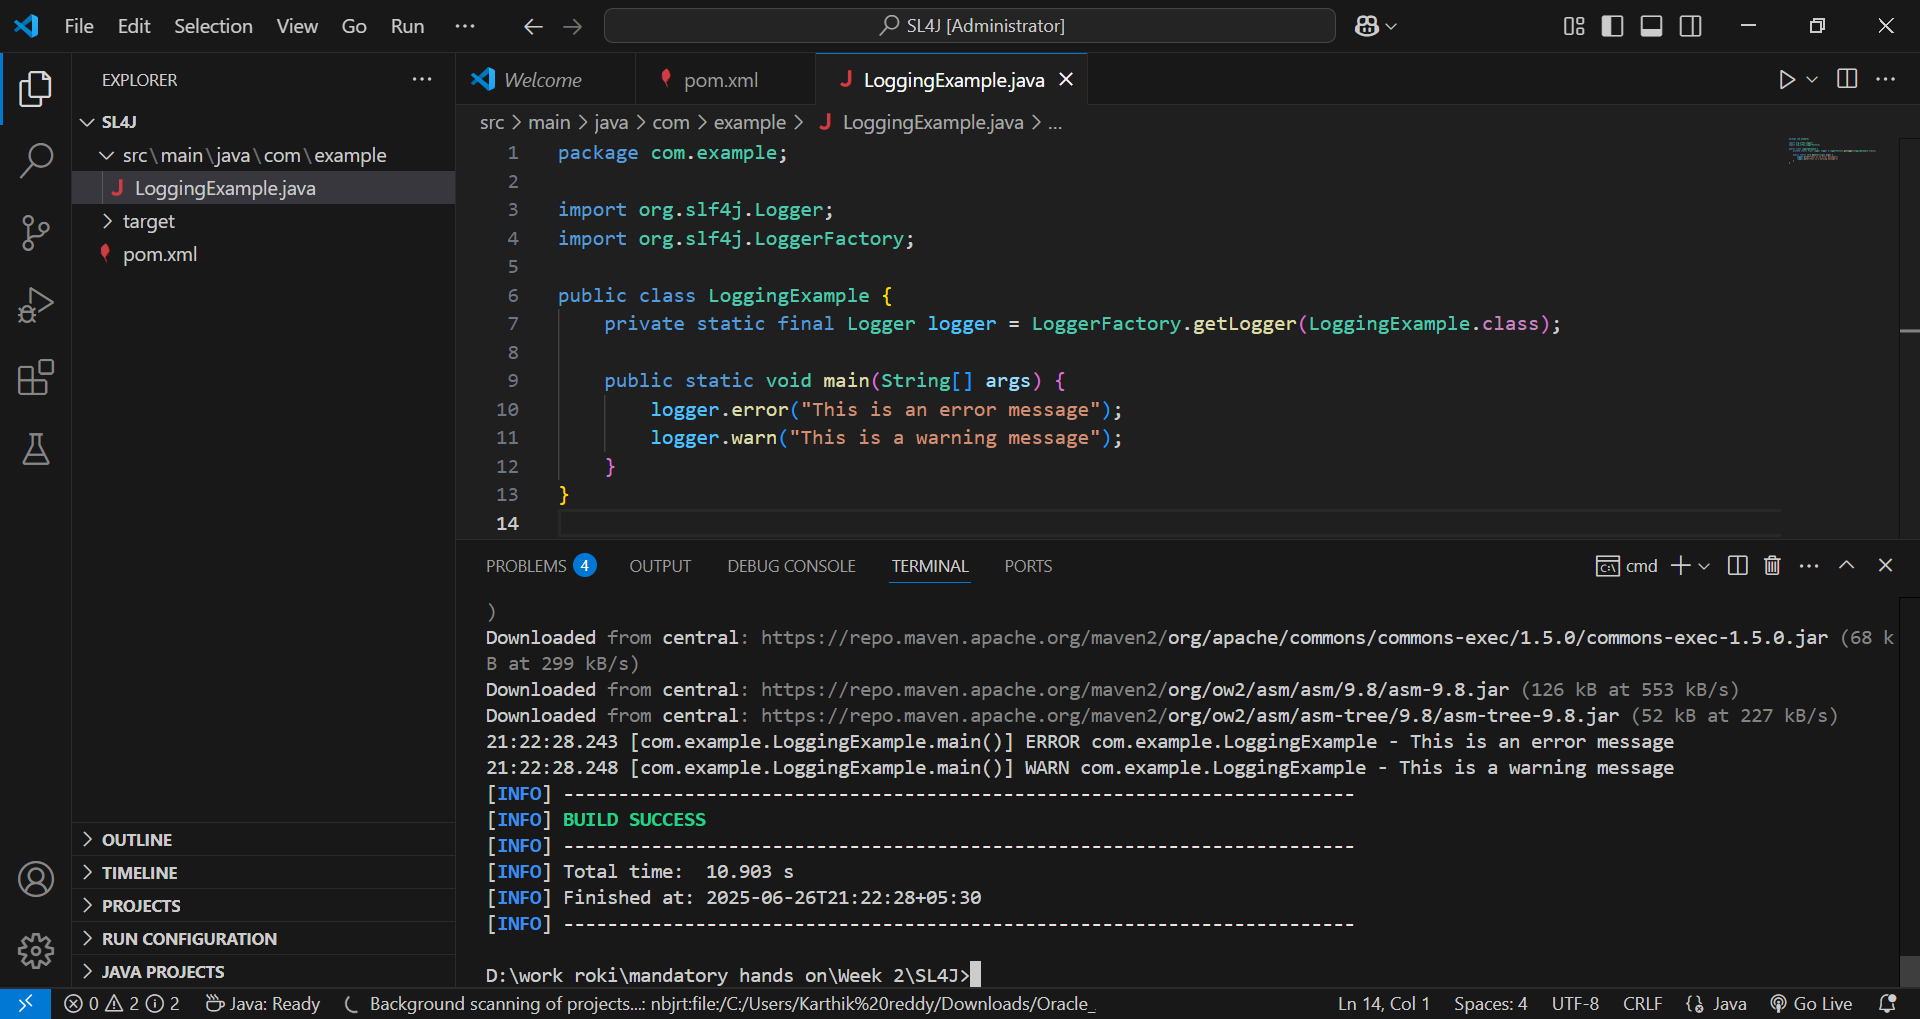 File Edit Selection View Go Run ...
SL4J [Administrator]
EXPLORER
SL4J
src\main\java\com\example
LoggingExample.java
target
pom.xml
OUTLINE
TIMELINE
PROJECTS
RUN CONFIGURATION
JAVA PROJECTS
Welcome
pom.xml
LoggingExample.java
src > main > java > com > example > LoggingExample.java > ...
1 package com.example;
2
3 import org.slf4j.Logger;
4 import org.slf4j.LoggerFactory;
5
6 public class LoggingExample {
7 private static final Logger logger = LoggerFactory.getLogger(LoggingExample.class);
8
9 public static void main(String[] args) {
10 logger.error("This is an error message");
11 logger.warn("This is a warning message");
12 }
13 }
14
PROBLEMS 4 OUTPUT DEBUG CONSOLE TERMINAL PORTS
cmd
)
Downloaded from central: https://repo.maven.apache.org/maven2/org/apache/commons/commons-exec/1.5.0/commons-exec-1.5.0.jar (68 k
B at 299 kB/s)
Downloaded from central: https://repo.maven.apache.org/maven2/org/ow2/asm/asm/9.8/asm-9.8.jar (126 kB at 553 kB/s)
Downloaded from central: https://repo.maven.apache.org/maven2/org/ow2/asm/asm-tree/9.8/asm-tree-9.8.jar (52 kB at 227 kB/s)
21:22:28.243 [com.example.LoggingExample.main()] ERROR com.example.LoggingExample - This is an error message
21:22:28.248 [com.example.LoggingExample.main()] WARN com.example.LoggingExample - This is a warning message
[INFO] ------------------------------------------------------------------------
[INFO] BUILD SUCCESS
[INFO] ------------------------------------------------------------------------
[INFO] Total time:  10.903 s
[INFO] Finished at: 2025-06-26T21:22:28+05:30
[INFO] ------------------------------------------------------------------------
D:\work roki\mandatory hands on\Week 2\SL4J>
0 2 2 Java: Ready Background scanning of projects...: nbjrt:file:/C:/Users/Karthik%20reddy/Downloads/Oracle_ Ln 14, Col 1 Spaces: 4 UTF-8 CRLF Java Go Live